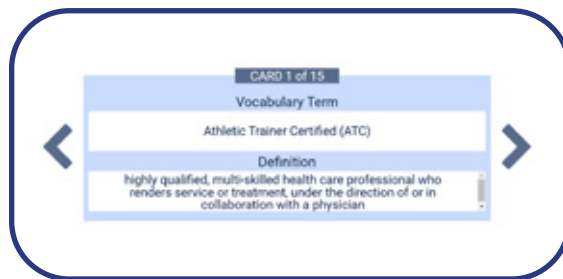 CARD 1 of 15
Vocabulary Term
Athletic Trainer Certified (ATC)
Definition
highly qualified, multi-skilled health care professional who
renders service or treatment, under the direction of or in
collaboration with a physician